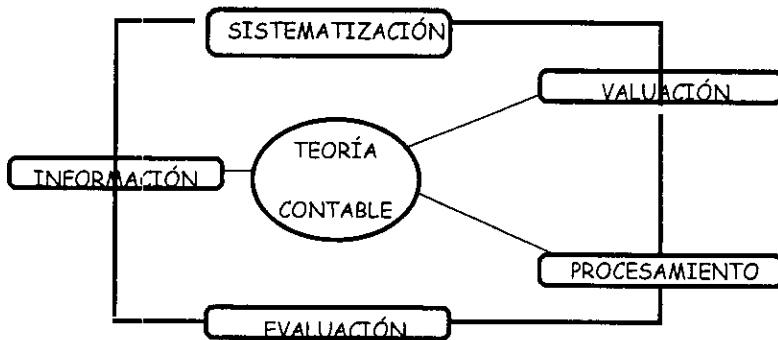 SISTEMATIZACIÓN
VALUACIÓN
TEORÍA
CONTABLE
INFORMACIÓN
PROCESAMIENTO
EVALUACIÓN